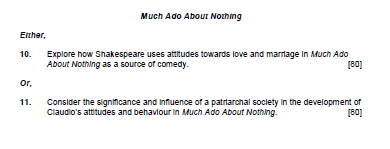 Much Ado About Nothing
Either,
10. Explore how Shakespeare uses attitudes towards love and marriage in Much Ado
About Nothing as a source of comedy. [80]
Or,
11. Consider the significance and influence of a patriarchal society in the development of
Claudio's attitudes and behaviour in Much Ado About Nothing. [80]